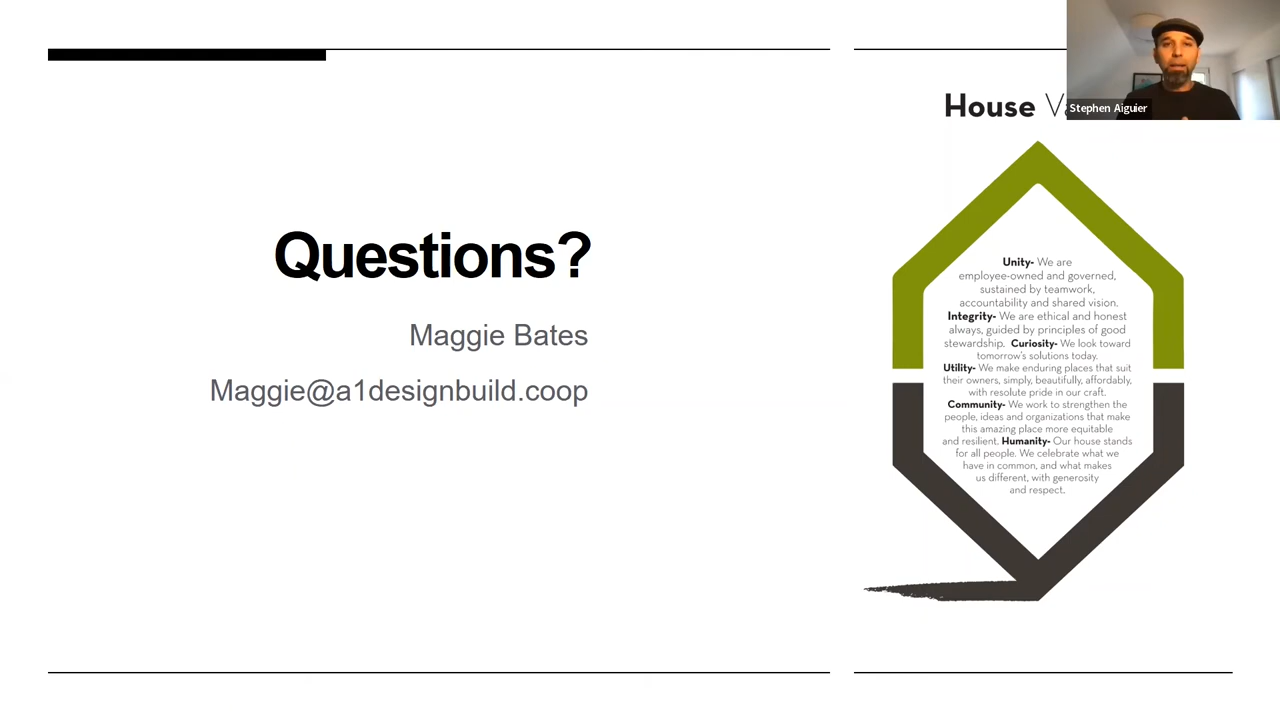 Stephen Aiguier
House
Questions?
Maggie Bates
Maggie@a1designbuild.coop
Unity- We are
employee-owned and governed,
sustained by teamwork,
accountability and shared vision.
Integrity- We are ethical and honest
always, guided by principles of good
stewardship. Curiosity- We look toward
tomorrow's solutions today.
Utility- We make enduring places that suit
their owners, simply, beautifully, affordably,
with resolute pride in our craft.
Community- We work to strengthen the
people, ideas and organizations that make
this amazing place more equitable
and resilient. Humanity- Our house stands
for all people. We celebrate what we
have in common, and what makes
us different, with generosity
and respect.